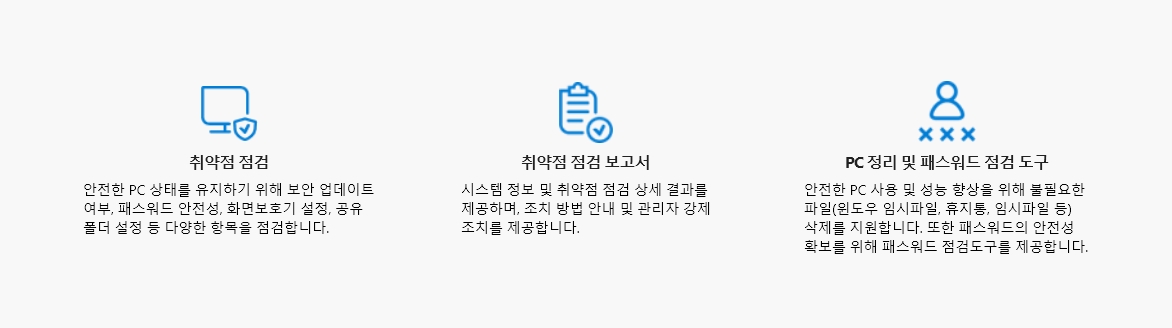 취약점 점검
안전한 PC 상태를 유지하기 위해 보안 업데이트
여부, 패스워드 안전성, 화면보호기 설정, 공유
폴더 설정 등 다양한 항목을 점검합니다.
취약점 점검 보고서
시스템 정보 및 취약점 점검 상세 결과를
제공하며, 조치 방법 안내 및 관리자 강제
조치를 제공합니다.
PC 정리 및 패스워드 점검 도구
안전한 PC 사용 및 성능 향상을 위해 불필요한
파일(윈도우 임시파일, 휴지통, 임시파일 등)
삭제를 지원합니다. 또한 패스워드의 안전성
확보를 위해 패스워드 점검도구를 제공합니다.